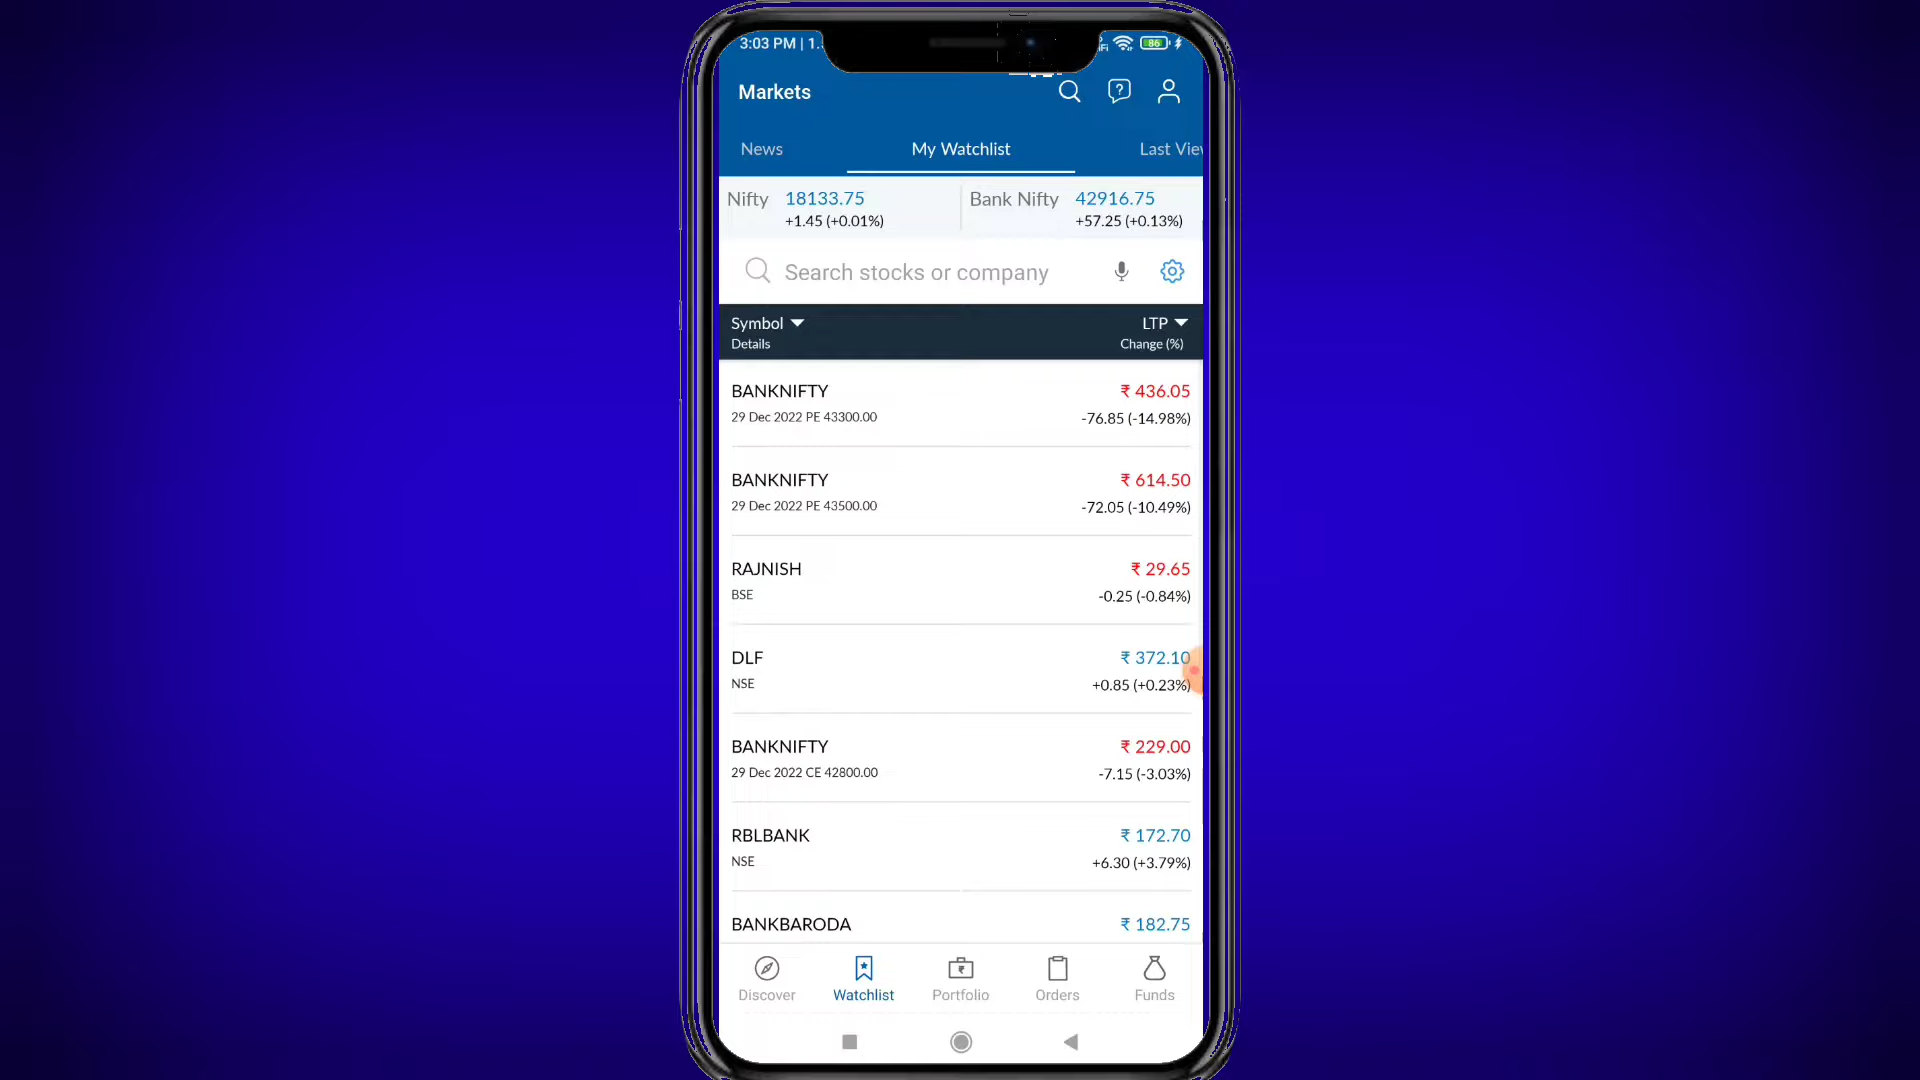 3:03 PM | 1.
86
Markets
News
My Watchlist
Last View
Nifty 18133.75
+1.45 (+0.01%)
Bank Nifty 42916.75
+57.25 (+0.13%)
Search stocks or company
Symbol
Details
LTP
Change (%)
BANKNIFTY ₹ 436.05
29 Dec 2022 PE 43300.00 -76.85 (-14.98%)
BANKNIFTY ₹ 614.50
29 Dec 2022 PE 43500.00 -72.05 (-10.49%)
RAJNISH ₹ 29.65
BSE -0.25 (-0.84%)
DLF ₹ 372.10
NSE +0.85 (+0.23%)
BANKNIFTY ₹ 229.00
29 Dec 2022 CE 42800.00 -7.15 (-3.03%)
RBLBANK ₹ 172.70
NSE +6.30 (+3.79%)
BANKBARODA ₹ 182.75
Discover
Watchlist
Portfolio
Orders
Funds